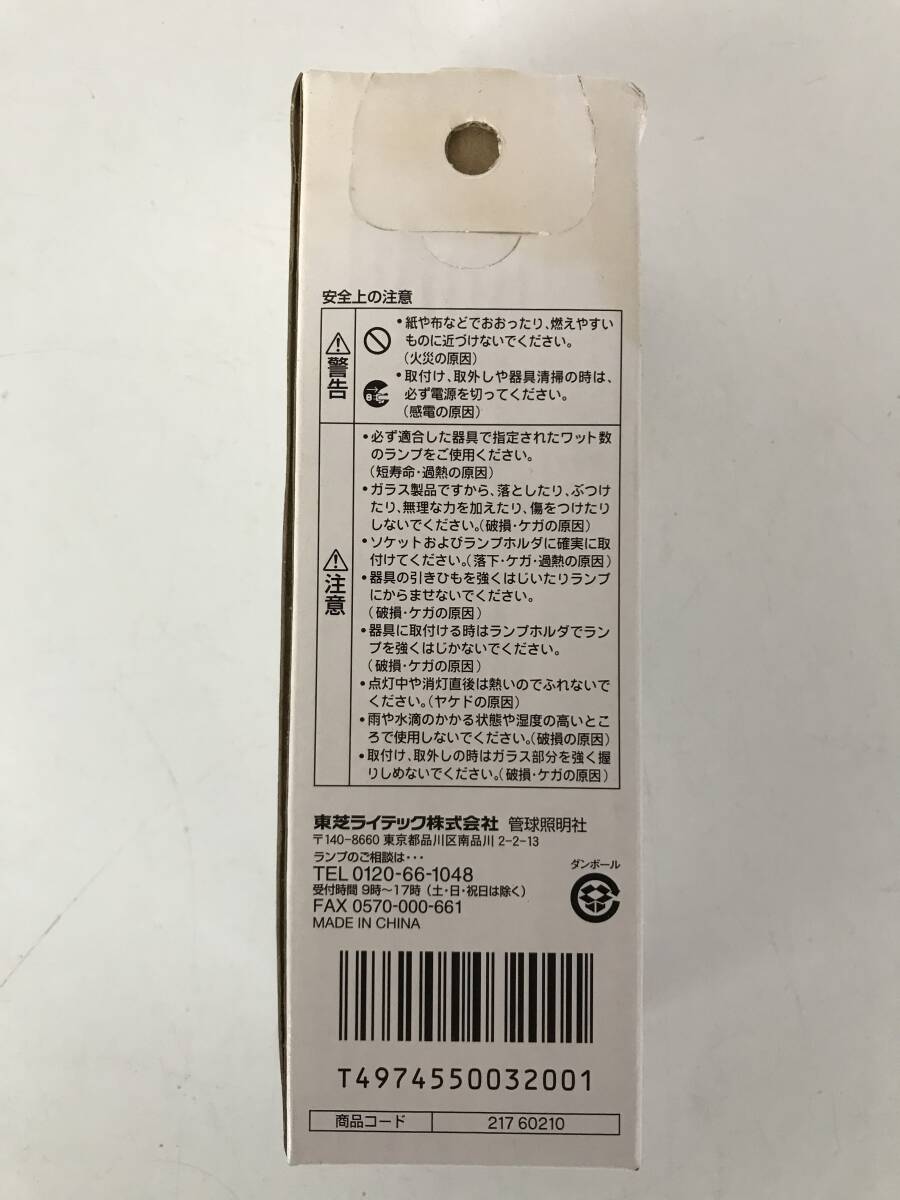 安全上の注意
警告
•紙や布などでおおったり、燃えやすい
ものに近づけないでください。
(火災の原因)
•取付け、取外しや器具清掃の時は、
必ず電源を切ってください。
(感電の原因)
注意
•必ず適合した器具で指定されたワット数
のランプをご使用ください。
(短寿命・過熱の原因)
•ガラス製品ですから、落としたり、ぶつけ
たり、無理な力を加えたり、傷をつけたり
しないでください。(破損・ケガの原因)
•ソケットおよびランプホルダに確実に取
付けてください。(落下・ケガ・過熱の原因)
•器具の引きひもを強くはじいたりランプ
にからませないでください。
(破損・ケガの原因)
•器具に取付ける時はランプホルダでラン
プを強くはじかないでください。
(破損・ケガの原因)
•点灯中や消灯直後は熱いのでふれないで
ください。(ヤケドの原因)
•雨や水滴のかかる状態や湿度の高いとこ
ろで使用しないでください。(破損の原因)
•取付け、取外しの時はガラス部分を強く握
りしめないでください。(破損・ケガの原因)
東芝ライテック株式会社 管球照明社
〒140-8660 東京都品川区南品川 2-2-13
ランプのご相談は・・・
TEL 0120-66-1048
受付時間 9時～17時(土・日・祝日は除く)
FAX 0570-000-661
MADE IN CHINA
ダンボール
T4974550032001
商品コード 217 60210